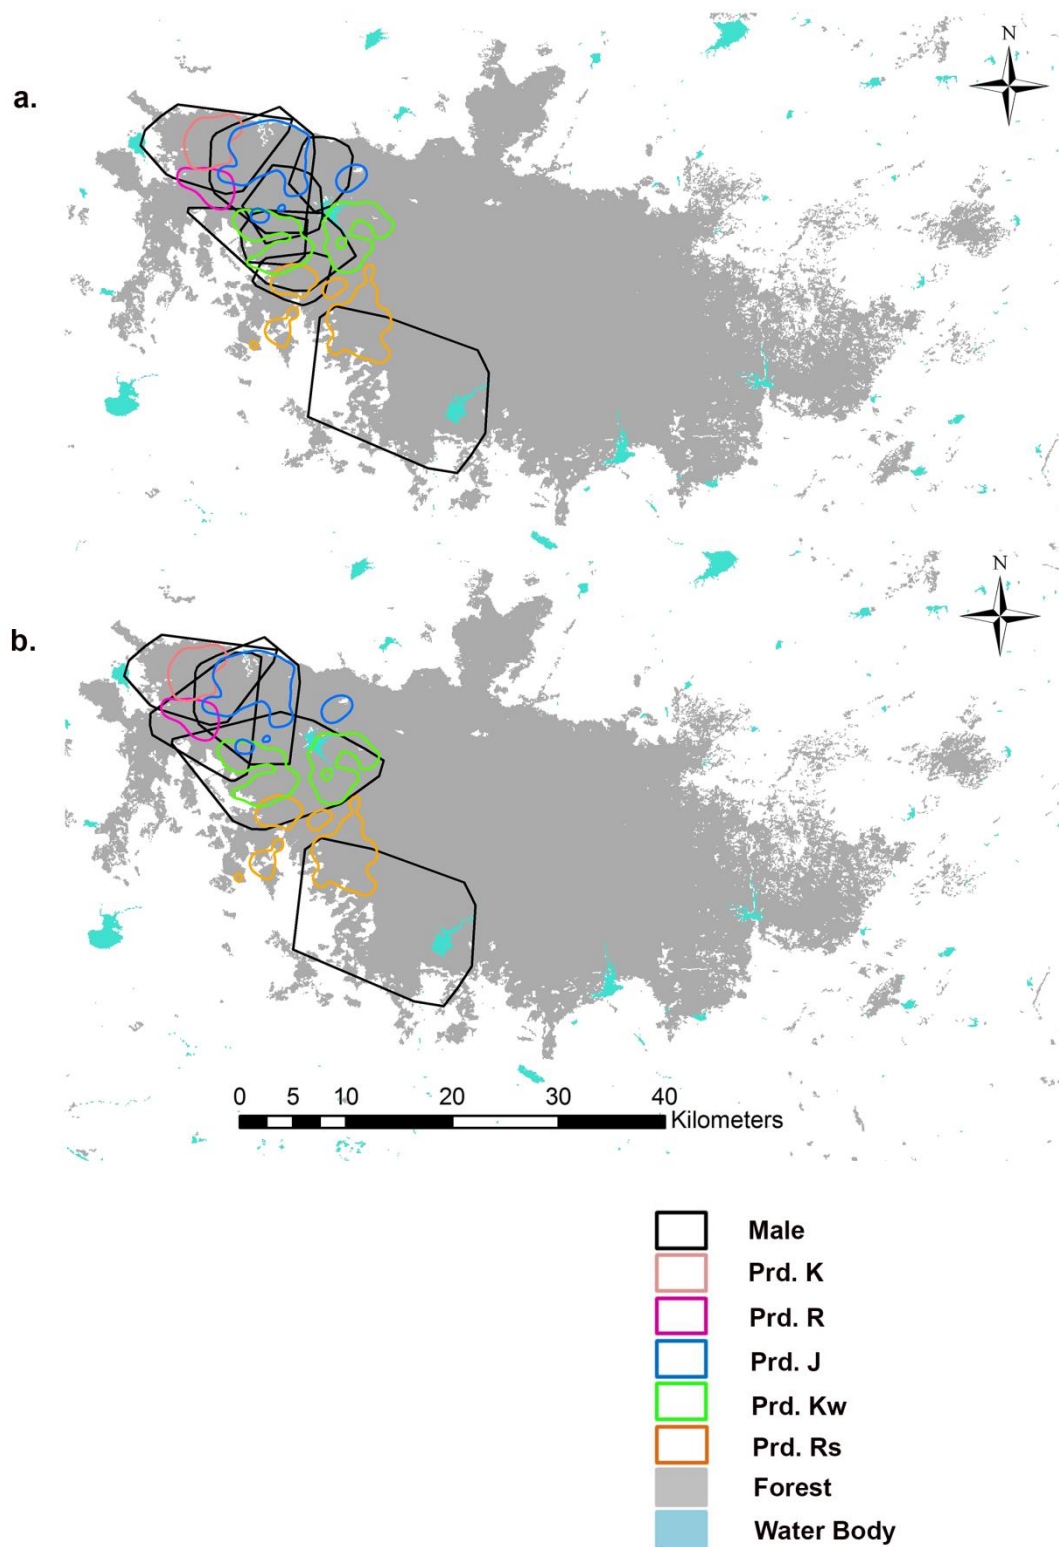 a.
N
b.
N
0 5 10 20 30 40
Kilometers
Male
Prd. K
Prd. R
Prd. J
Prd. Kw
Prd. Rs
Forest
Water Body